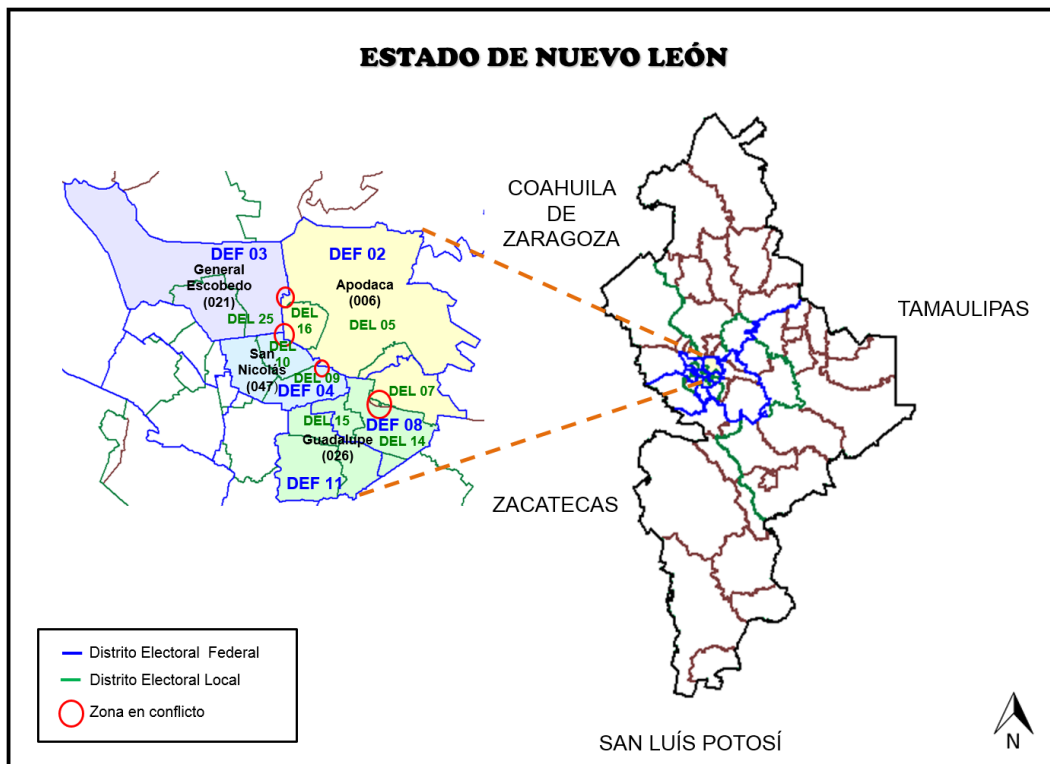 ESTADO DE NUEVO LEÓN
COAHUILA
DE
ZARAGOZA
TAMAULIPAS
ZACATECAS
SAN LUÍS POTOSÍ
DEF 03
General
Escobedo
(021)
DEL 25
DEF 02
Apodaca
(006)
DEL 05
DEL
16
DEL
10
San
Nicolás
(047)
DEL 09
DEF 04
DEL 07
DEL 15
DEF 08
DEL 14
Guadalupe
(026)
DEF 11
Distrito Electoral Federal
Distrito Electoral Local
Zona en conflicto
N